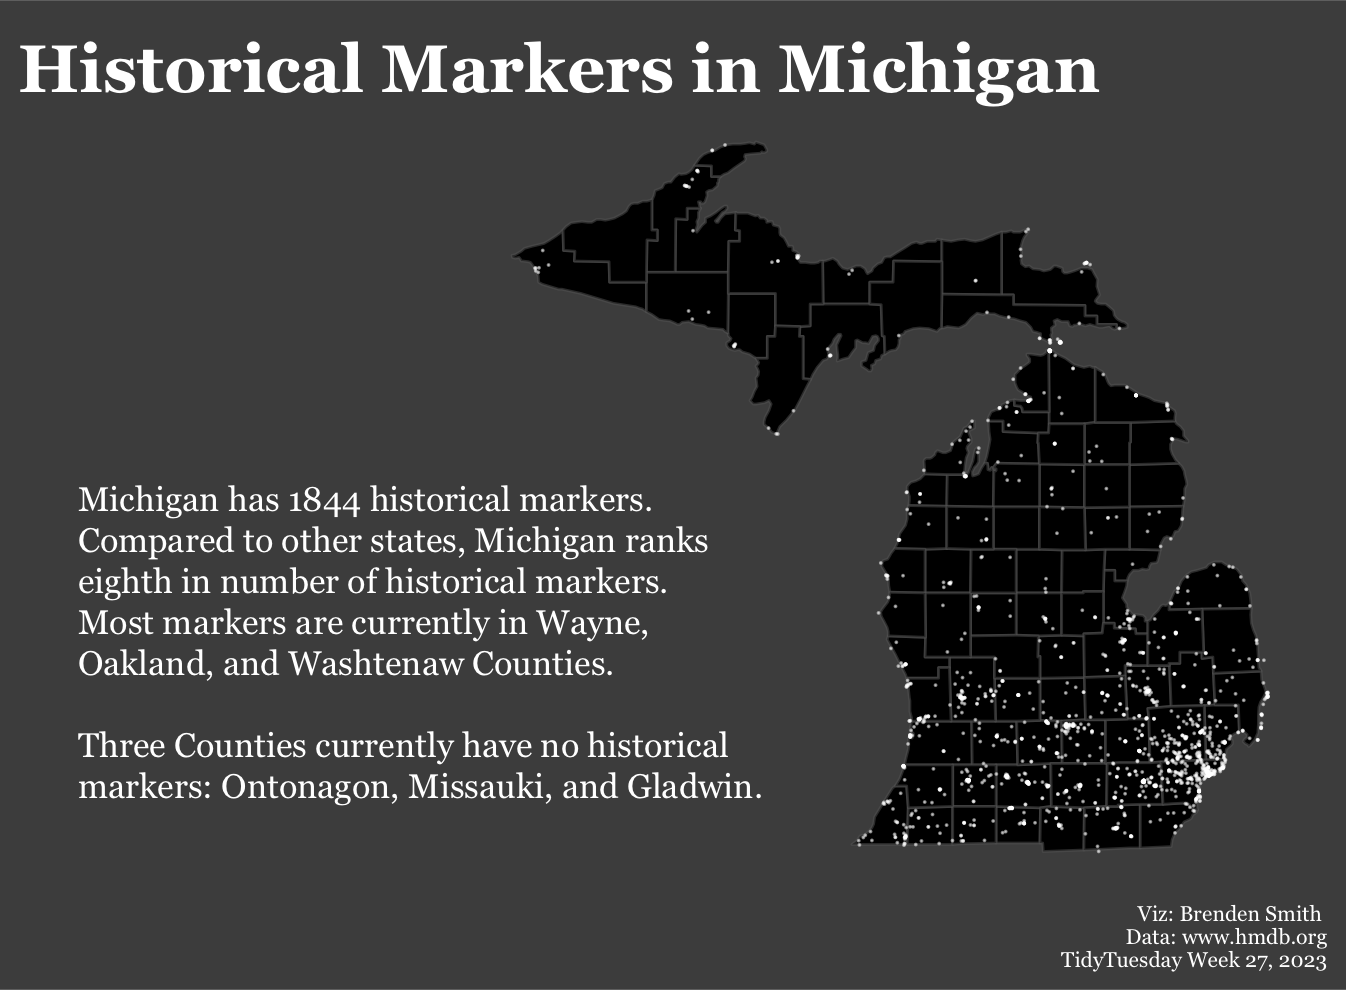 Historical Markers in Michigan
Michigan has 1844 historical markers.
Compared to other states, Michigan ranks
eighth in number of historical markers.
Most markers are currently in Wayne,
Oakland, and Washtenaw Counties.
Three Counties currently have no historical
markers: Ontonagon, Missauki, and Gladwin.
Viz: Brenden Smith
Data: www.hmdb.org
TidyTuesday Week 27, 2023